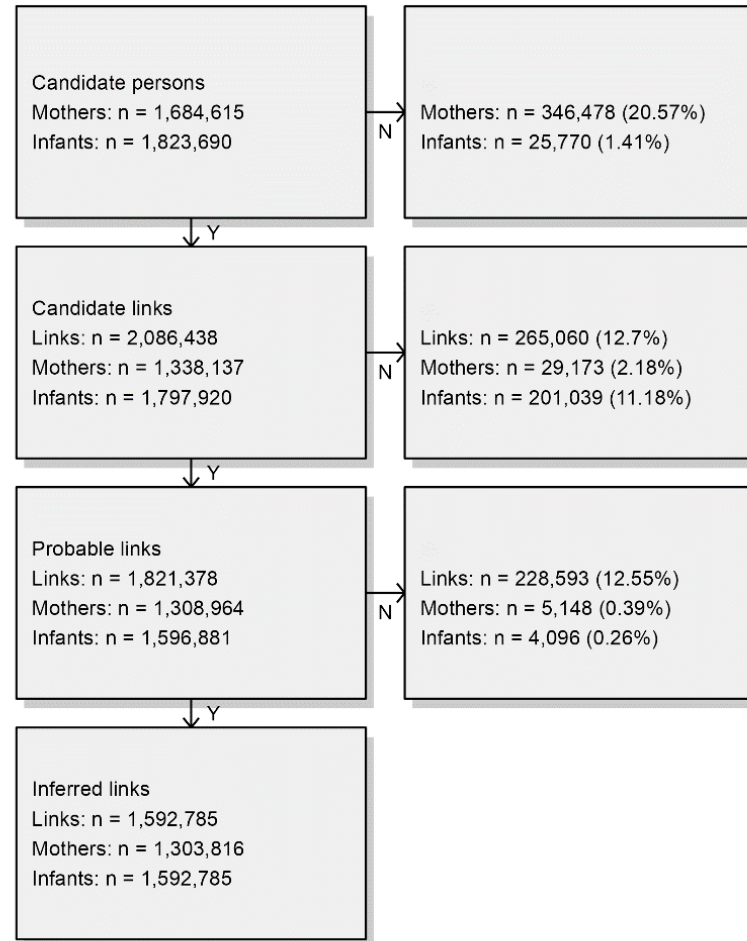 Candidate persons
Mothers: n = 1,684,615
Infants: n = 1,823,690
N
Mothers: n = 346,478 (20.57%)
Infants: n = 25,770 (1.41%)
Y
Candidate links
Links: n = 2,086,438
Mothers: n = 1,338,137
Infants: n = 1,797,920
N
Links: n = 265,060 (12.7%)
Mothers: n = 29,173 (2.18%)
Infants: n = 201,039 (11.18%)
Y
Probable links
Links: n = 1,821,378
Mothers: n = 1,308,964
Infants: n = 1,596,881
N
Links: n = 228,593 (12.55%)
Mothers: n = 5,148 (0.39%)
Infants: n = 4,096 (0.26%)
Y
Inferred links
Links: n = 1,592,785
Mothers: n = 1,303,816
Infants: n = 1,592,785